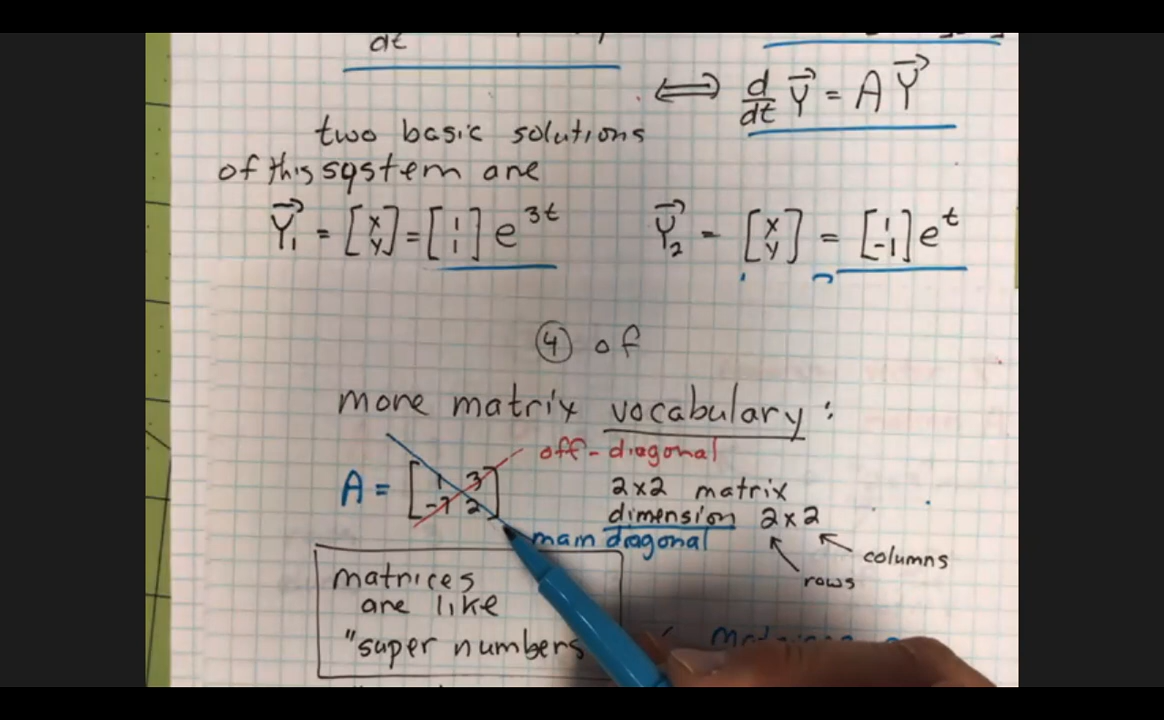 dt
⟺ d/dt Y⃗ = A Y⃗
two basic solutions
of this system are
Y⃗₁ = [x y] = [1 1] e^3t    Y⃗₂ = [x y] = [1 -1] e^t
④ of
more matrix vocabulary :
off-diagonal
A = [1 3 -7 2]    2x2 matrix
dimension 2x2
main diagonal
columns
rows
matrices
are like
"super numbers